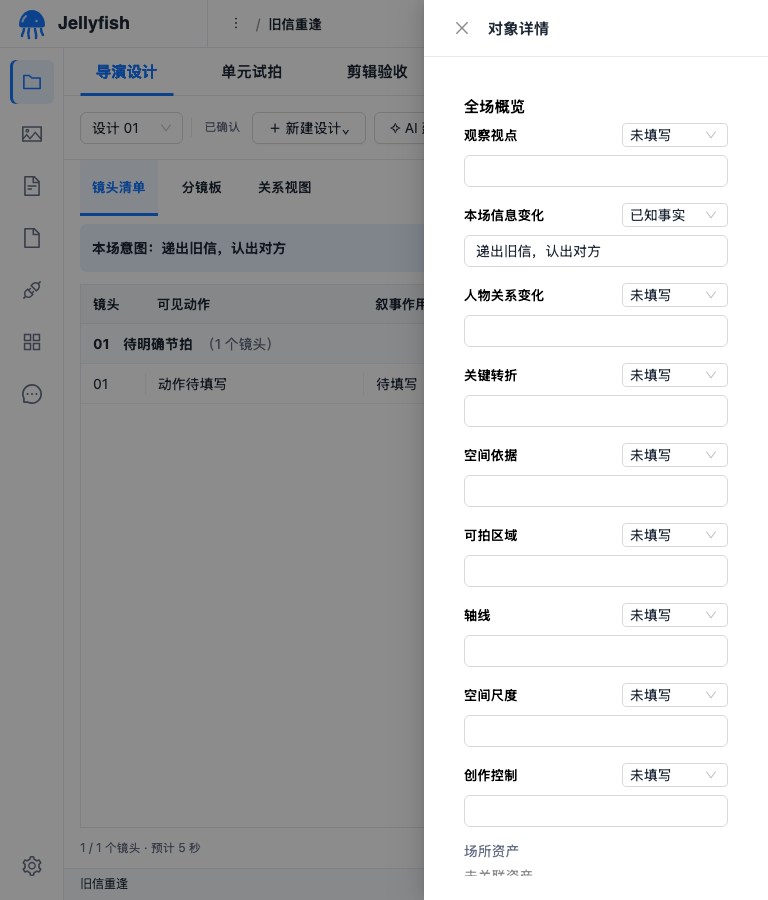 Jellyfish
/ 旧信重逢
对象详情
导演设计 单元试拍 剪辑验收
设计 01 已确认 + 新建设计 AI
镜头清单 分镜板 关系视图
本场意图：递出旧信，认出对方
镜头 可见动作 叙事作用
01 待明确节拍 （1 个镜头）
01 动作待填写 待填写
1 / 1 个镜头 · 预计 5 秒
旧信重逢
全场概览
观察视点 未填写
本场信息变化 已知事实
递出旧信，认出对方
人物关系变化 未填写
关键转折 未填写
空间依据 未填写
可拍区域 未填写
轴线 未填写
空间尺度 未填写
创作控制 未填写
场所资产